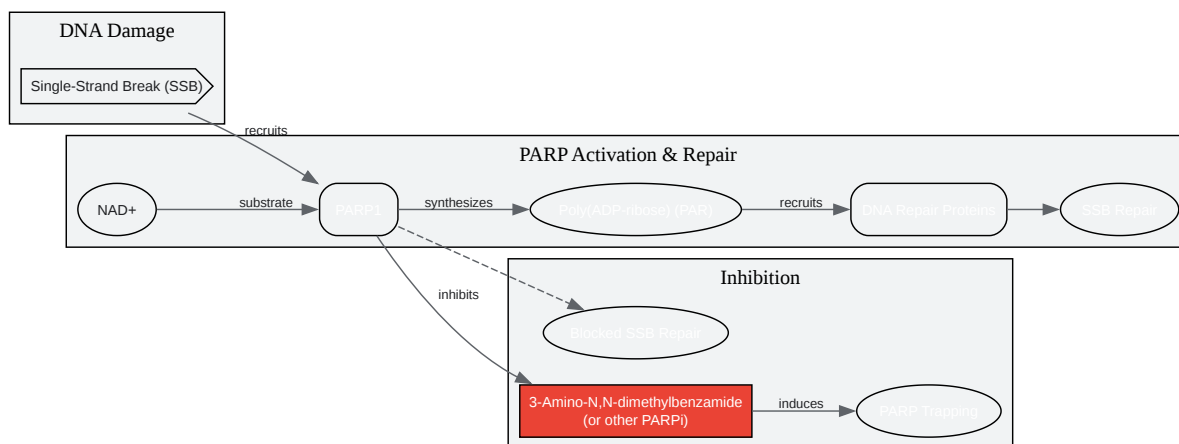 DNA Damage
Single-Strand Break (SSB)
recruits
PARP Activation & Repair
NAD+
substrate
PARP1
synthesizes
Poly(ADP-ribose) (PAR)
recruits
DNA Repair Proteins
SSB Repair
Inhibition
inhibits
Blocked SSB Repair
3-Amino-N,N-dimethylbenzamide
(or other PARPi)
induces
PARP Trapping